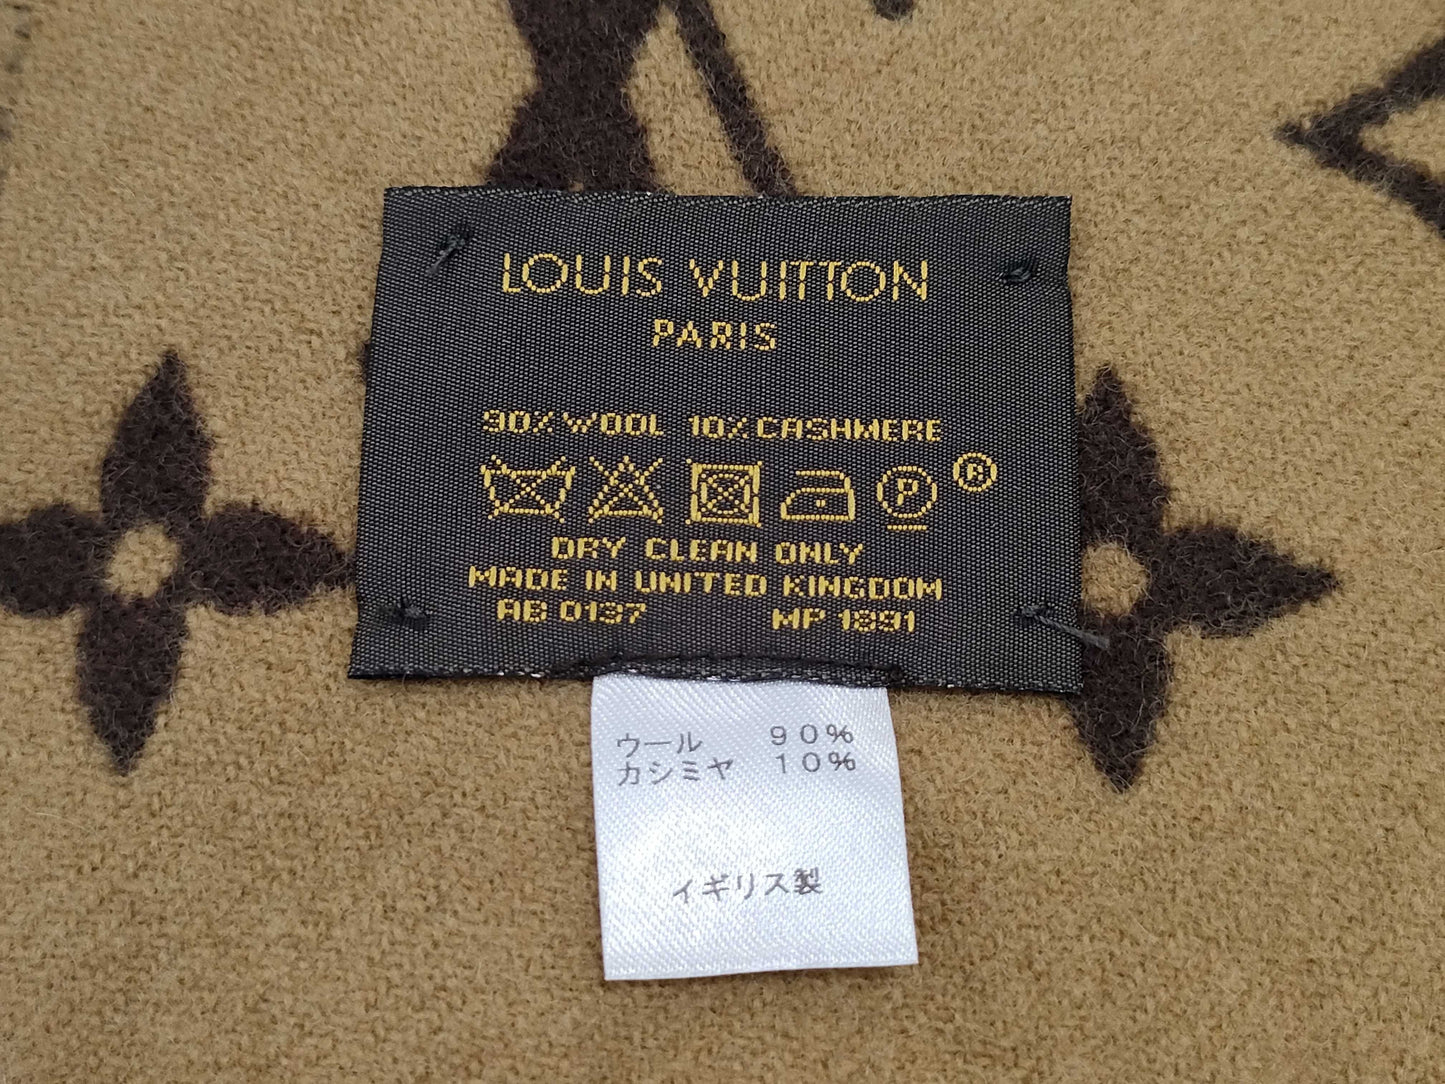 LOUIS VUITTON
PARIS
90% WOOL 10% CASHMERE
P ®
DRY CLEAN ONLY
MADE IN UNITED KINGDOM
AB 0137 MP 1891
ウール 90%
カシミヤ 10%
イギリス製